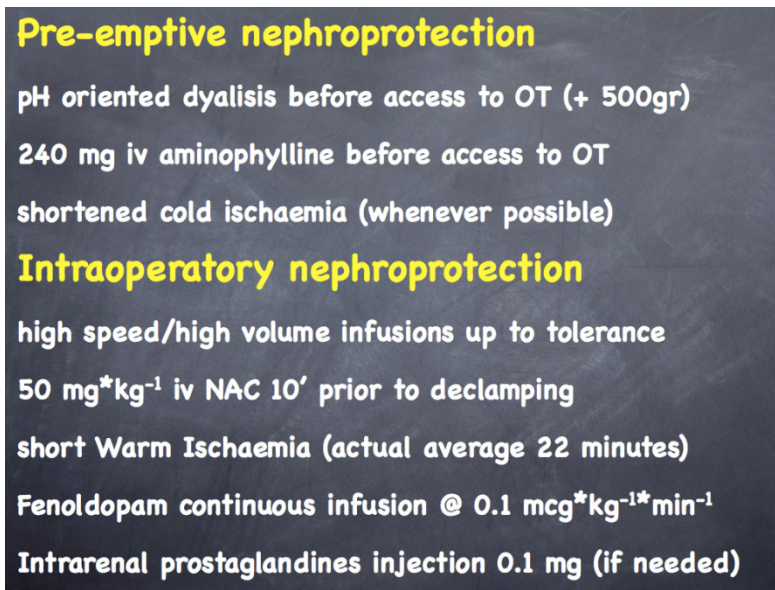 Pre-emptive nephroprotection
pH oriented dyalisis before access to OT (+ 500gr)
240 mg iv aminophylline before access to OT
shortened cold ischaemia (whenever possible)
Intraoperatory nephroprotection
high speed/high volume infusions up to tolerance
50 mg*kg⁻¹ iv NAC 10′ prior to declamping
short Warm Ischaemia (actual average 22 minutes)
Fenoldopam continuous infusion @ 0.1 mcg*kg⁻¹*min⁻¹
Intrarenal prostaglandines injection 0.1 mg (if needed)